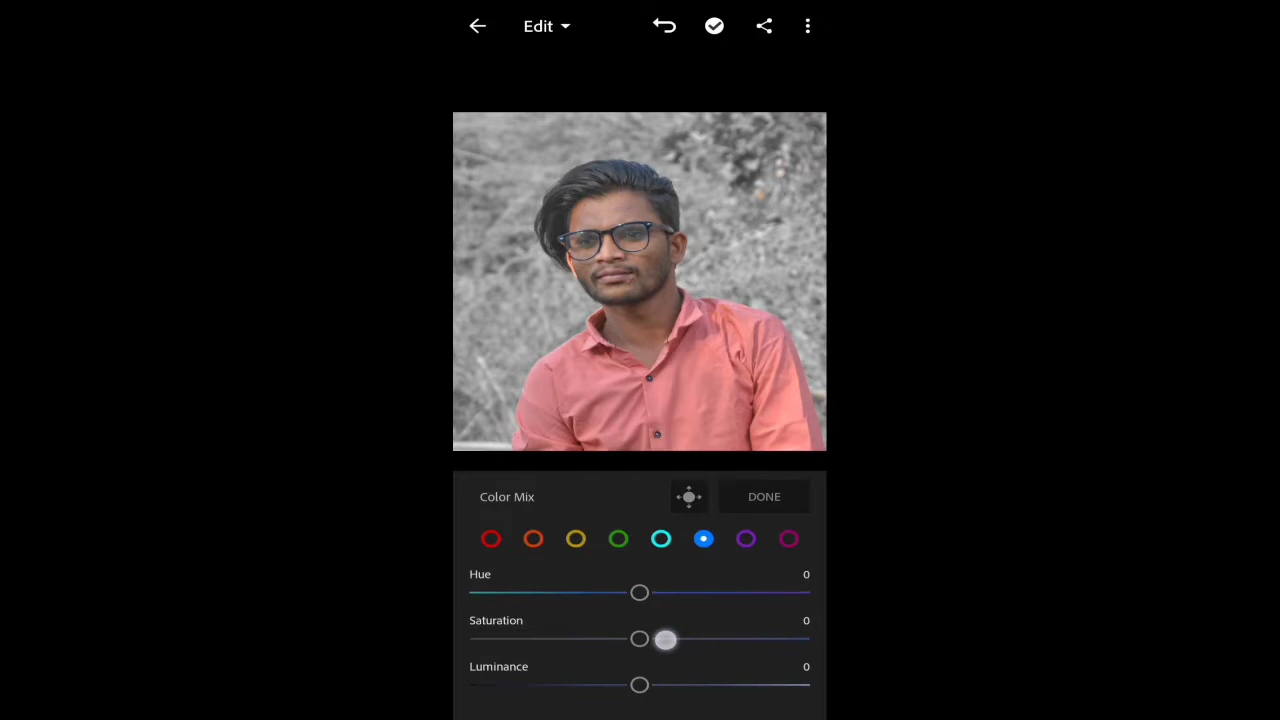 Edit
Color Mix
DONE
Hue 0
Saturation 0
Luminance 0